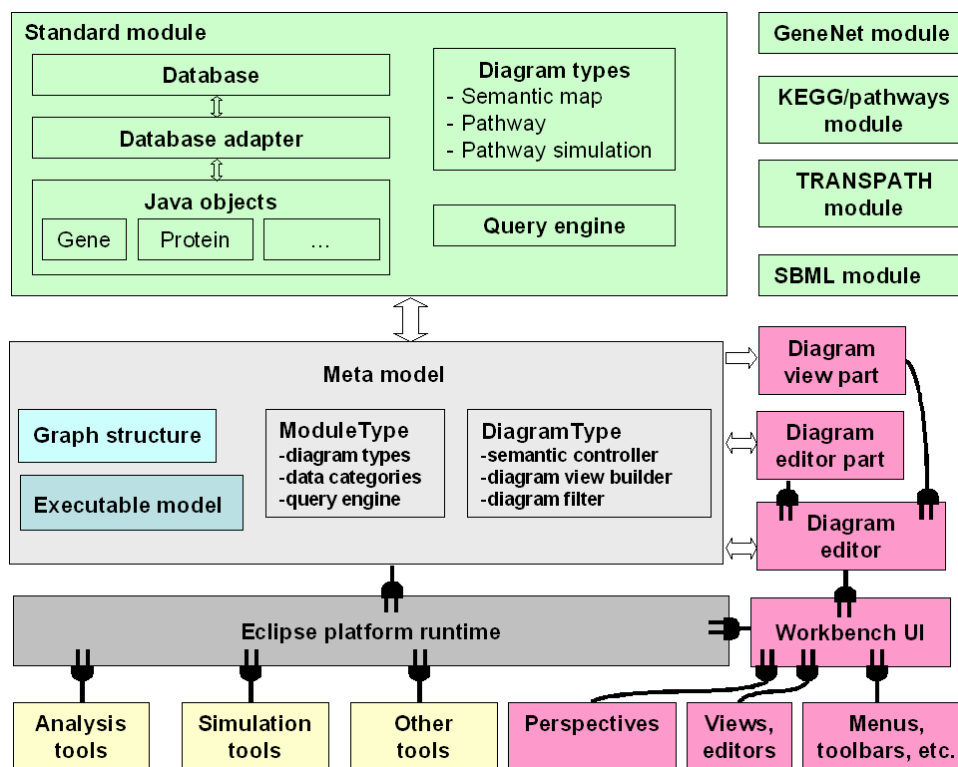 Standard module
Database
Database adapter
Java objects
Gene
Protein
...
Diagram types
- Semantic map
- Pathway
- Pathway simulation
Query engine
GeneNet module
KEGG/pathways
module
TRANSPATH
module
SBML module
Meta model
Graph structure
Executable model
ModuleType
-diagram types
-data categories
-query engine
DiagramType
-semantic controller
-diagram view builder
-diagram filter
Diagram
view part
Diagram
editor part
Diagram
editor
Eclipse platform runtime
Workbench UI
Analysis
tools
Simulation
tools
Other
tools
Perspectives
Views,
editors
Menus,
toolbars, etc.